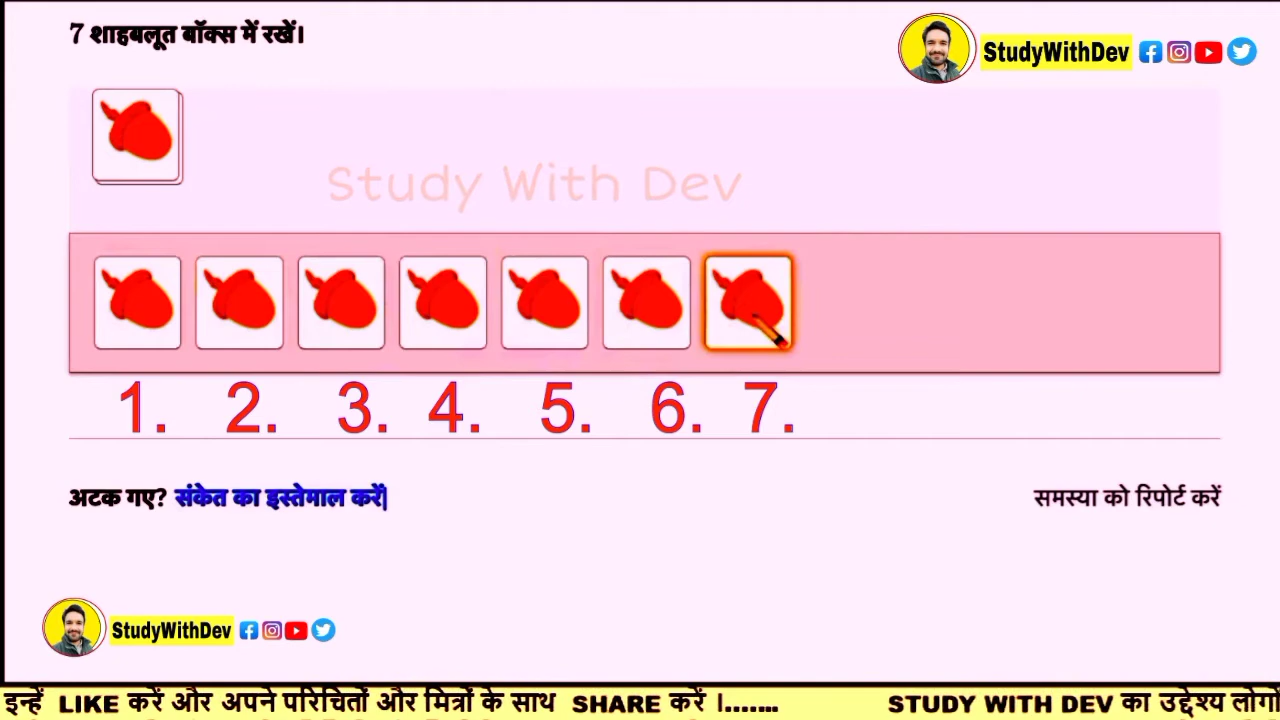 7 शाहबलूत बॉक्स में रखें।
StudyWithDev
Study With Dev
1. 2. 3. 4. 5. 6. 7.
अटक गए? संकेत का इस्तेमाल करें|
समस्या को रिपोर्ट करें
StudyWithDev
इन्हें LIKE करें और अपने परिचितों और मित्रों के साथ SHARE करें ।....... STUDY WITH DEV का उद्देश्य लोगों